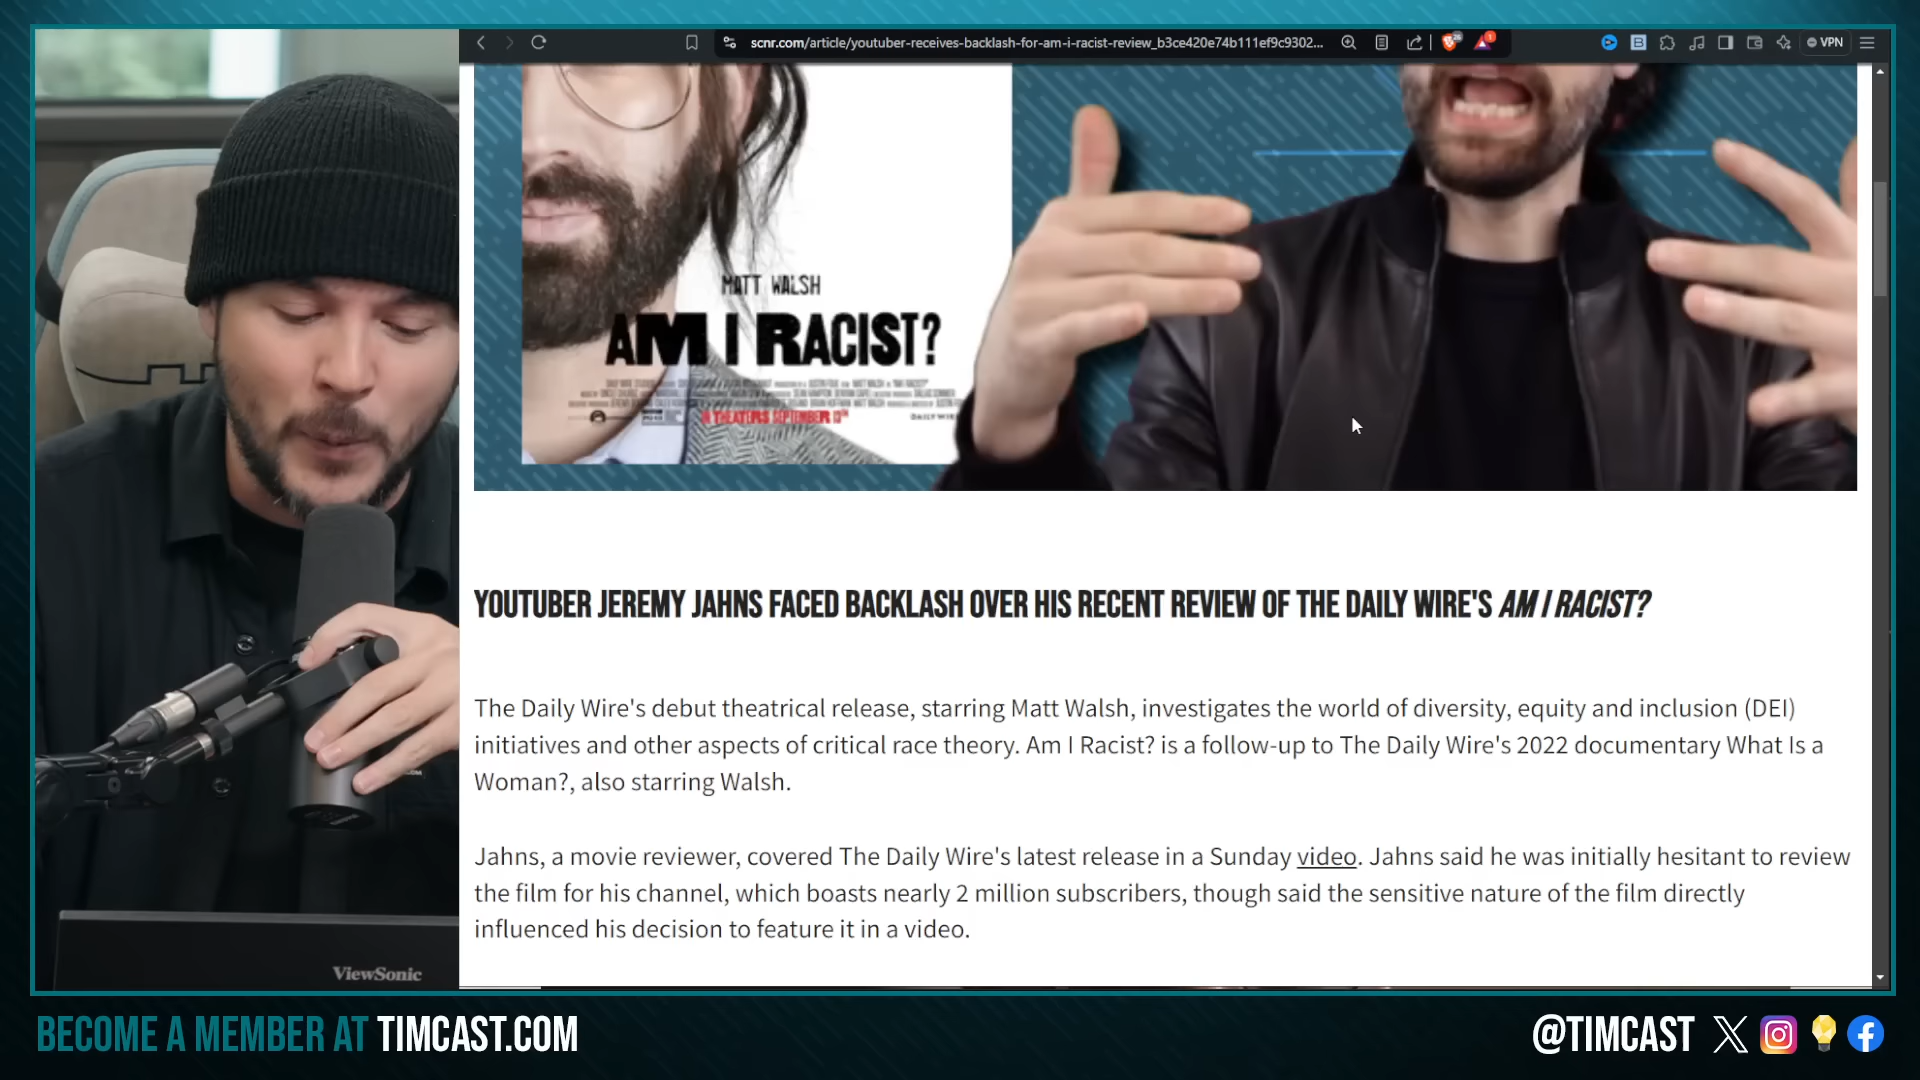 scnr.com/article/youtuber-receives-backlash-for-am-i-racist-review_b3ce420e74b111ef9c9302...
VPN
MATT WALSH
AM I RACIST?
IN THEATERS SEPTEMBER 13TH
DAILY WIRE
YOUTUBER JEREMY JAHNS FACED BACKLASH OVER HIS RECENT REVIEW OF THE DAILY WIRE'S AM I RACIST?
The Daily Wire's debut theatrical release, starring Matt Walsh, investigates the world of diversity, equity and inclusion (DEI)
initiatives and other aspects of critical race theory. Am I Racist? is a follow-up to The Daily Wire's 2022 documentary What Is a
Woman?, also starring Walsh.
Jahns, a movie reviewer, covered The Daily Wire's latest release in a Sunday video. Jahns said he was initially hesitant to review
the film for his channel, which boasts nearly 2 million subscribers, though said the sensitive nature of the film directly
influenced his decision to feature it in a video.
ViewSonic
BECOME A MEMBER AT TIMCAST.COM
@TIMCAST